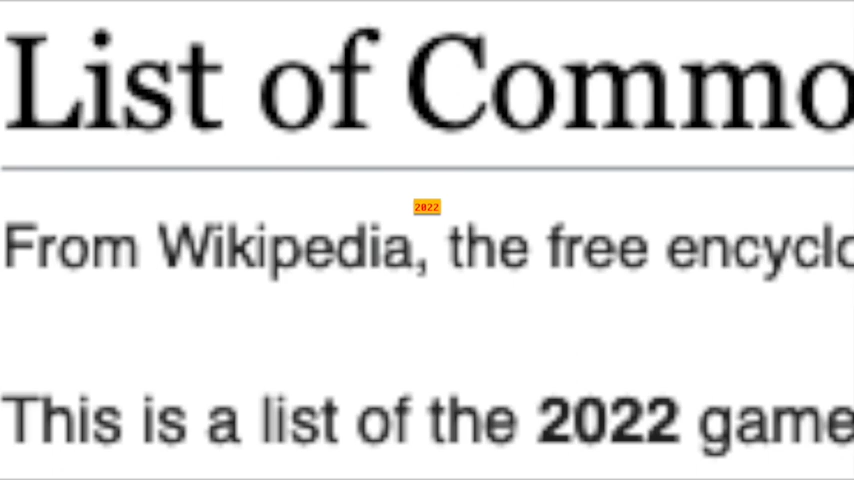 List of Commo
2022
From Wikipedia, the free encyclo
This is a list of the 2022 game